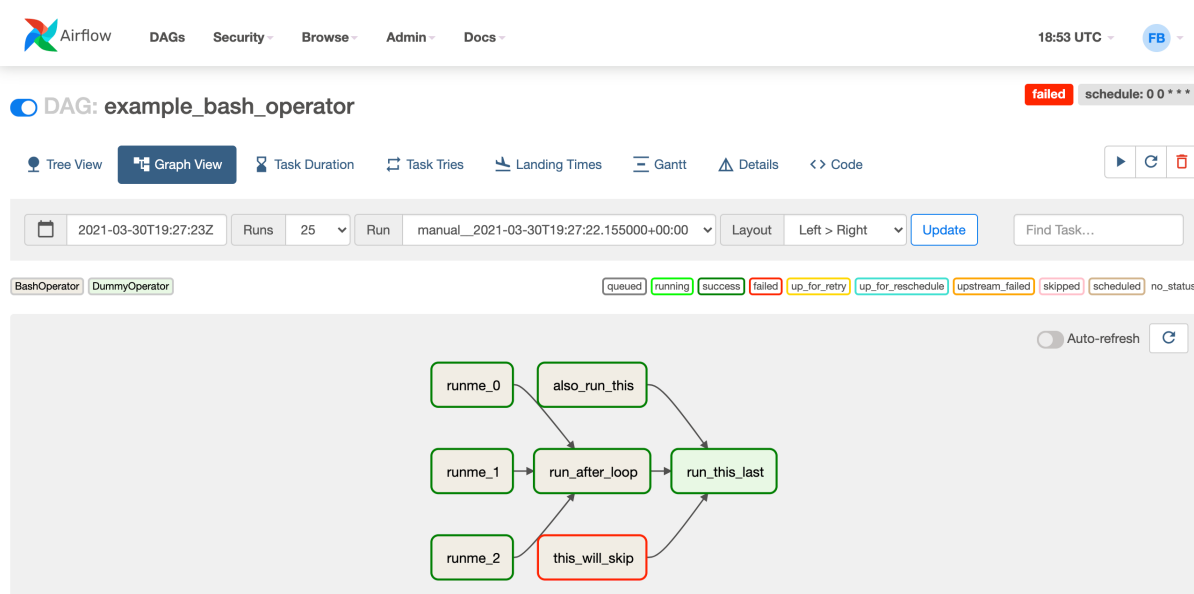 Airflow DAGs Security Browse Admin Docs 18:53 UTC FB
DAG: example_bash_operator failed schedule: 0 0 * * *
Tree View Graph View Task Duration Task Tries Landing Times Gantt Details Code
2021-03-30T19:27:23Z Runs 25 Run manual__2021-03-30T19:27:22.155000+00:00 Layout Left > Right Update Find Task...
BashOperator DummyOperator queued running success failed up_for_retry up_for_reschedule upstream_failed skipped scheduled no_status
Auto-refresh
runme_0 also_run_this
runme_1 run_after_loop run_this_last
runme_2 this_will_skip